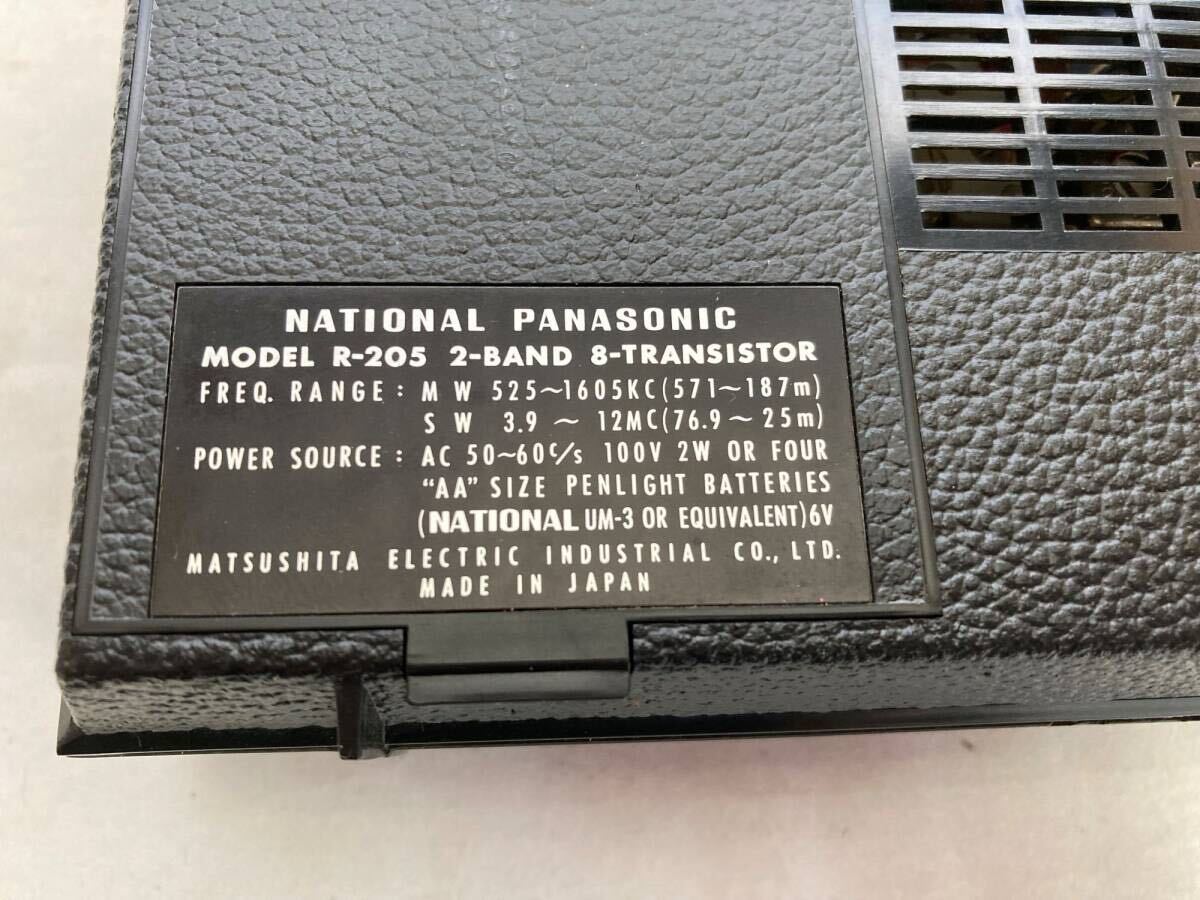 NATIONAL PANASONIC
MODEL R-205 2-BAND 8-TRANSISTOR
FREQ. RANGE : MW 525~1605KC(571~187m)
SW 3.9 ~ 12MC(76.9~25m)
POWER SOURCE : AC 50~60c/s 100V 2W OR FOUR
"AA" SIZE PENLIGHT BATTERIES
(NATIONAL UM-3 OR EQUIVALENT)6V
MATSUSHITA ELECTRIC INDUSTRIAL CO., LTD.
MADE IN JAPAN